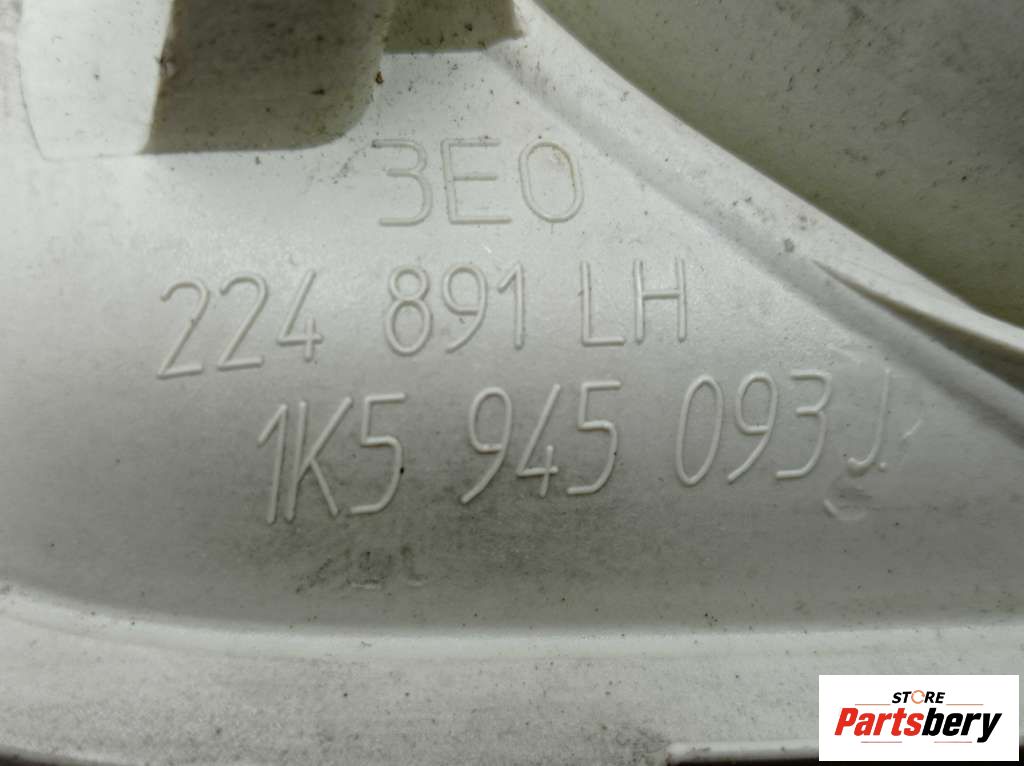 3E0
224 891 LH
1K5 945 093 J
STORE
Partsbery